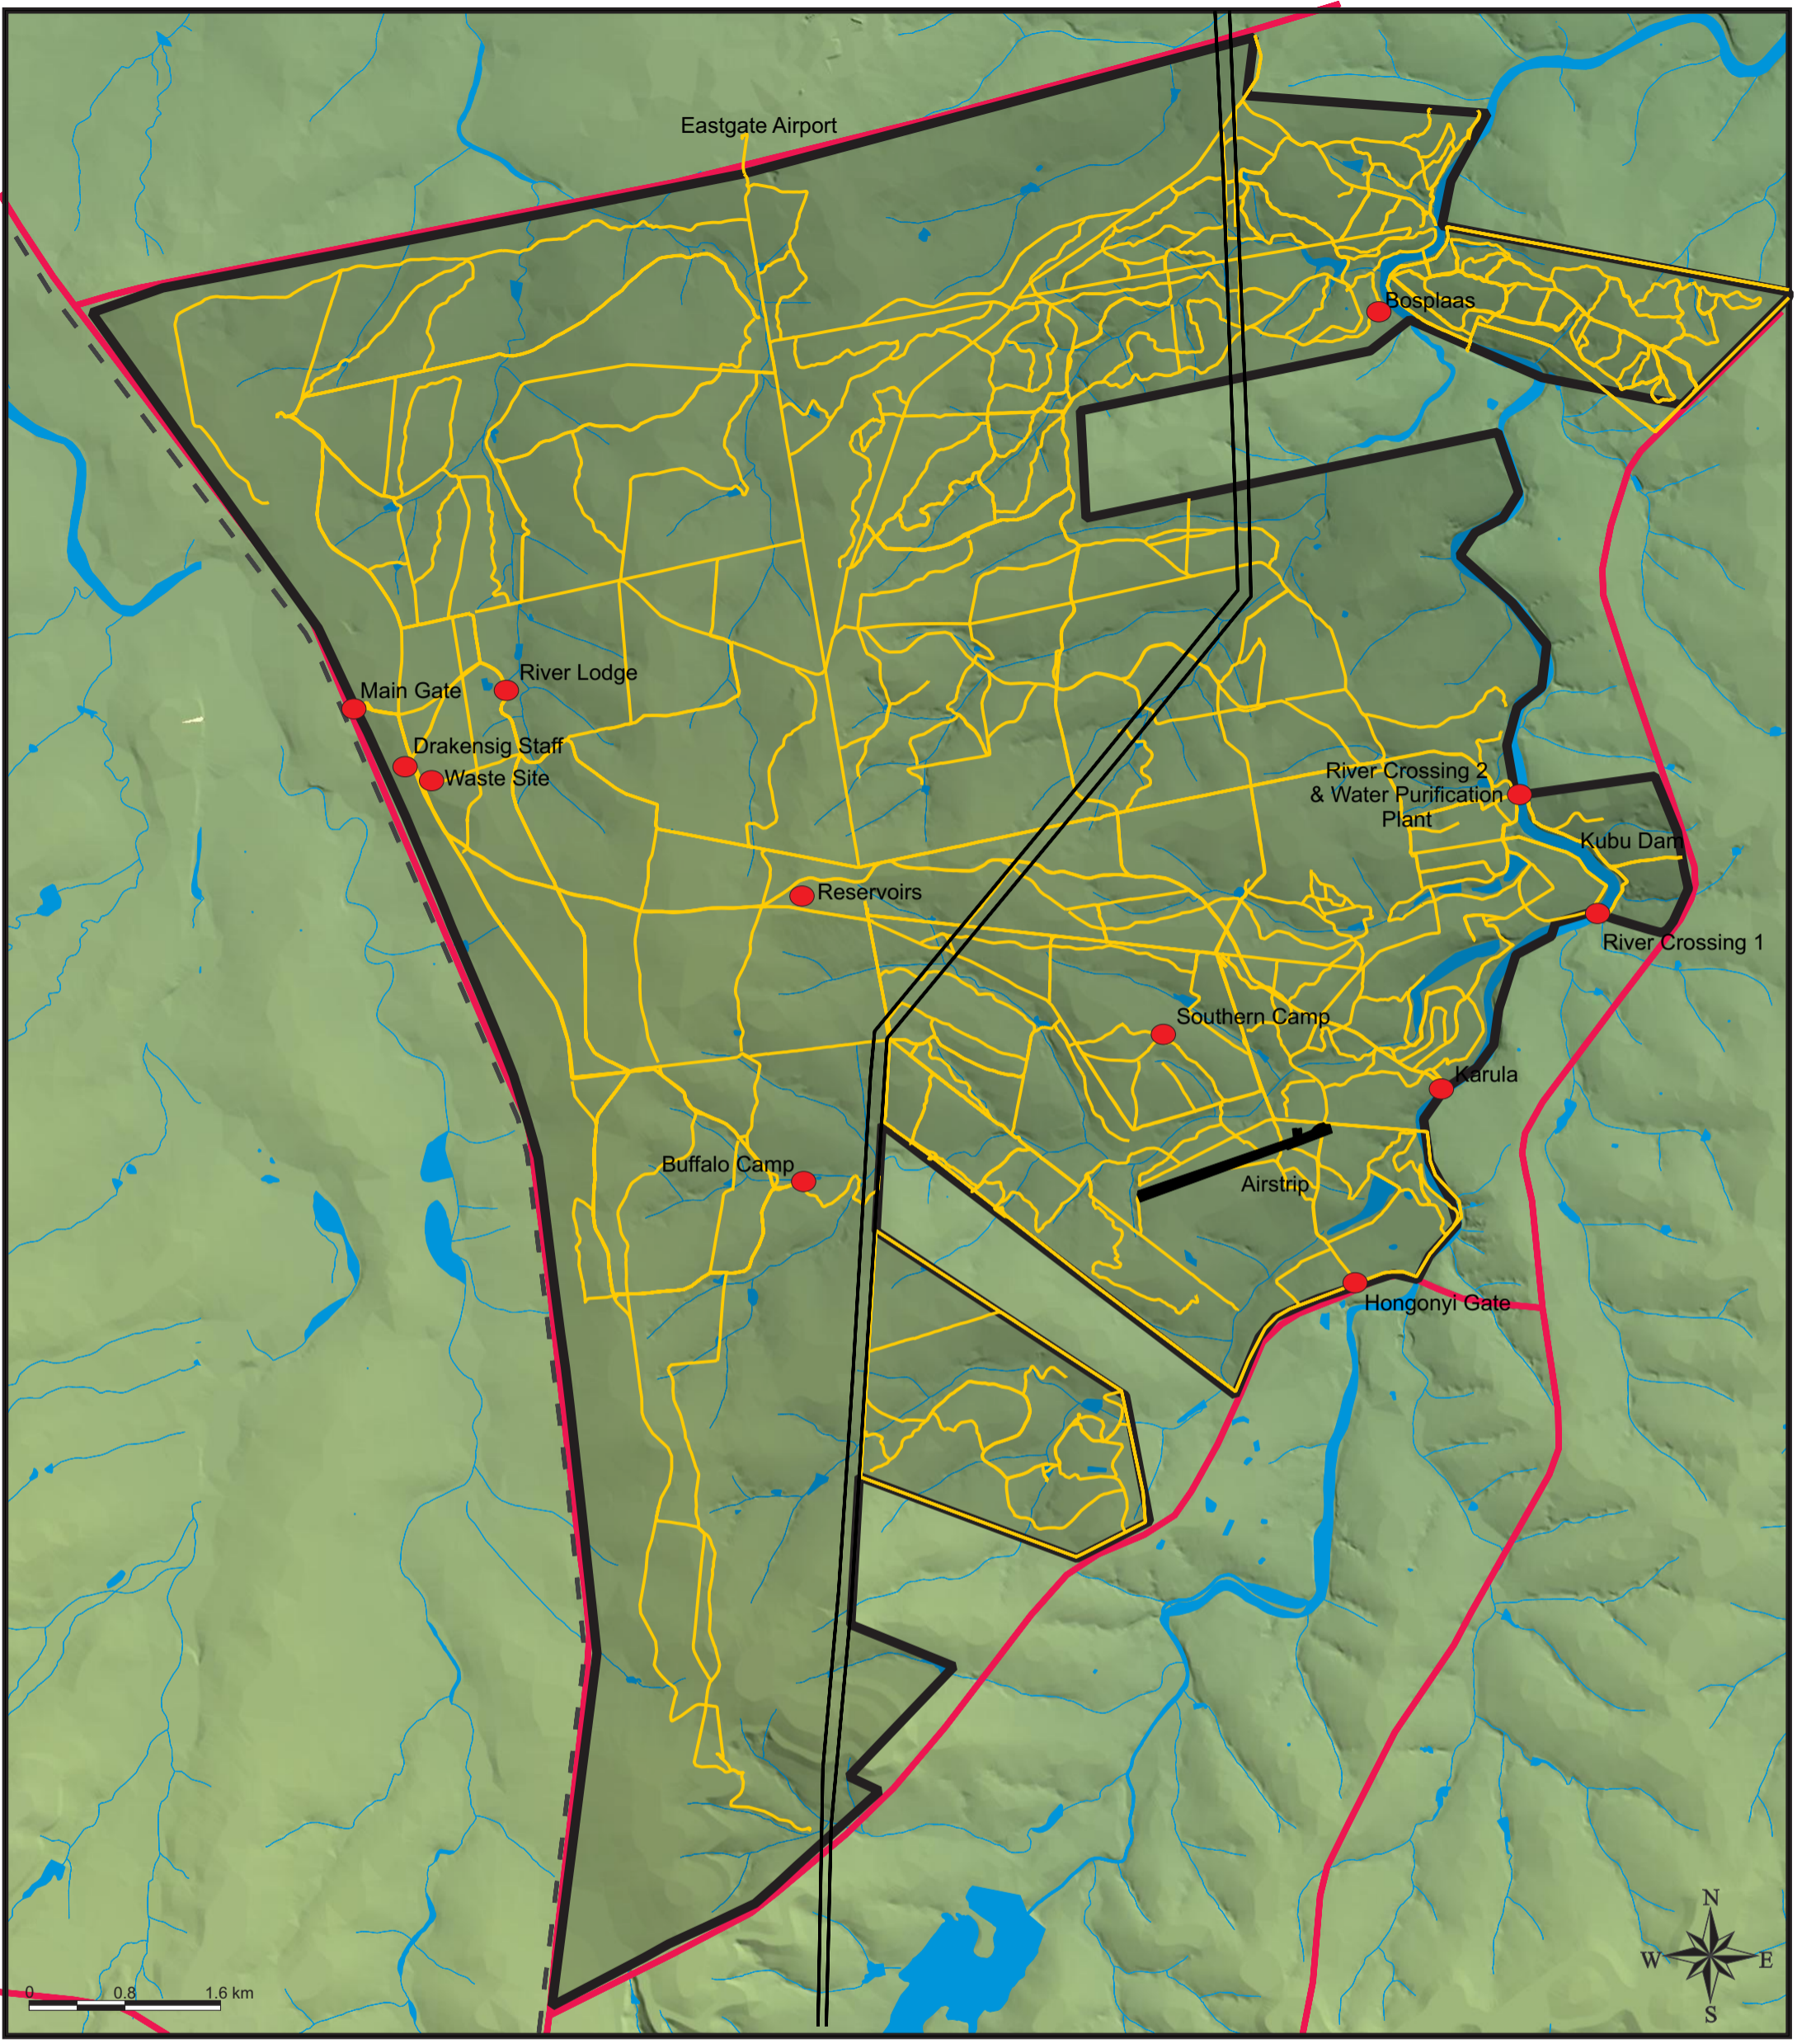 Eastgate Airport
Bosplaas
River Lodge
Main Gate
Drakensig Staff
Waste Site
River Crossing 2
& Water Purification
Plant
Kubu Dam
Reservoirs
River Crossing 1
Southern Camp
Karula
Buffalo Camp
Airstrip
Hongonyi Gate
N
W E
S
0 0.8 1.6 km